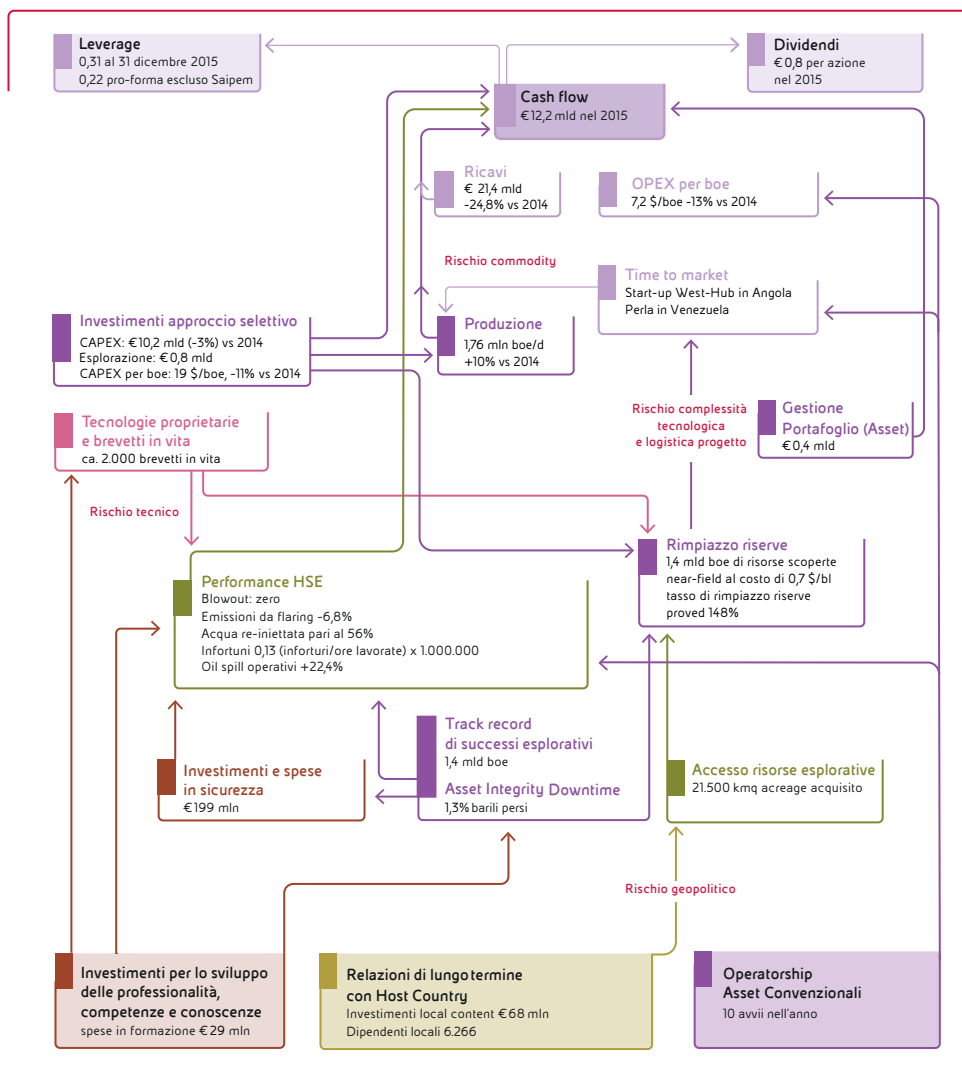 Leverage
0,31 al 31 dicembre 2015
0,22 pro-forma escluso Saipem
Dividendi
€ 0,8 per azione
nel 2015
Cash flow
€12,2 mld nel 2015
Ricavi
€ 21,4 mld
-24,8% vs 2014
OPEX per boe
7,2 $/boe -13% vs 2014
Rischio commodity
Time to market
Start-up West-Hub in Angola
Perla in Venezuela
Investimenti approccio selettivo
CAPEX: €10,2 mld (-3%) vs 2014
Esplorazione: €0,8 mld
CAPEX per boe: 19 $/boe, -11% vs 2014
Produzione
1,76 mln boe/d
+10% vs 2014
Tecnologie proprietarie
e brevetti in vita
ca. 2.000 brevetti in vita
Rischio complessità
tecnologica
e logistica progetto
Gestione
Portafoglio (Asset)
€0,4 mld
Rischio tecnico
Rimpiazzo riserve
1,4 mld boe di risorse scoperte
near-field al costo di 0,7 $/bl
tasso di rimpiazzo riserve
proved 148%
Performance HSE
Blowout: zero
Emissioni da flaring -6,8%
Acqua re-iniettata pari al 56%
Infortuni 0,13 (inforturi/ore lavorate) x 1.000.000
Oil spill operativi +22,4%
Track record
di successi esplorativi
1,4 mld boe
Asset Integrity Downtime
1,3% barili persi
Investimenti e spese
in sicurezza
€199 mln
Accesso risorse esplorative
21.500 kmq acreage acquisito
Rischio geopolitico
Investimenti per lo sviluppo
delle professionalità,
competenze e conoscenze
spese in formazione €29 mln
Relazioni di lungo termine
con Host Country
Investimenti local content €68 mln
Dipendenti locali 6.266
Operatorship
Asset Convenzionali
10 avvii nell'anno